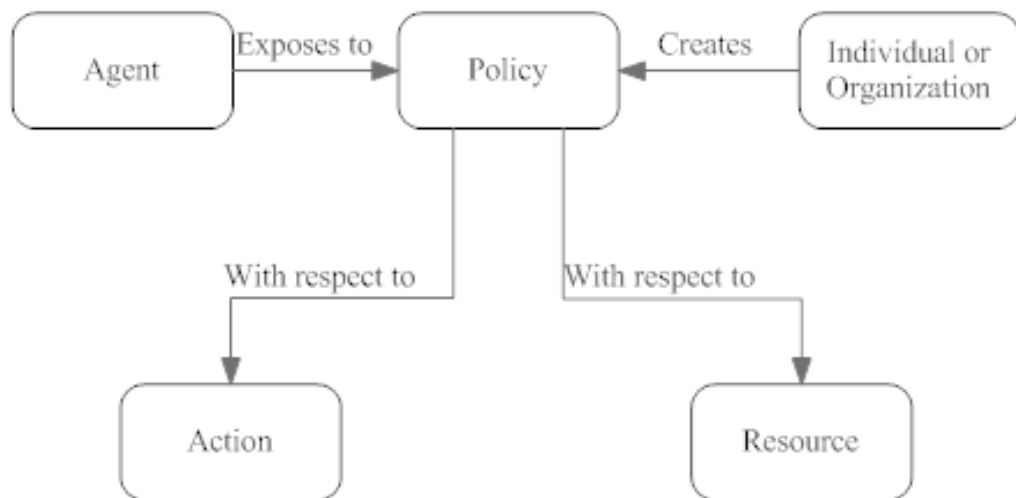 Exposes to
Creates
Agent
Policy
Individual or
Organization
With respect to
With respect to
Action
Resource